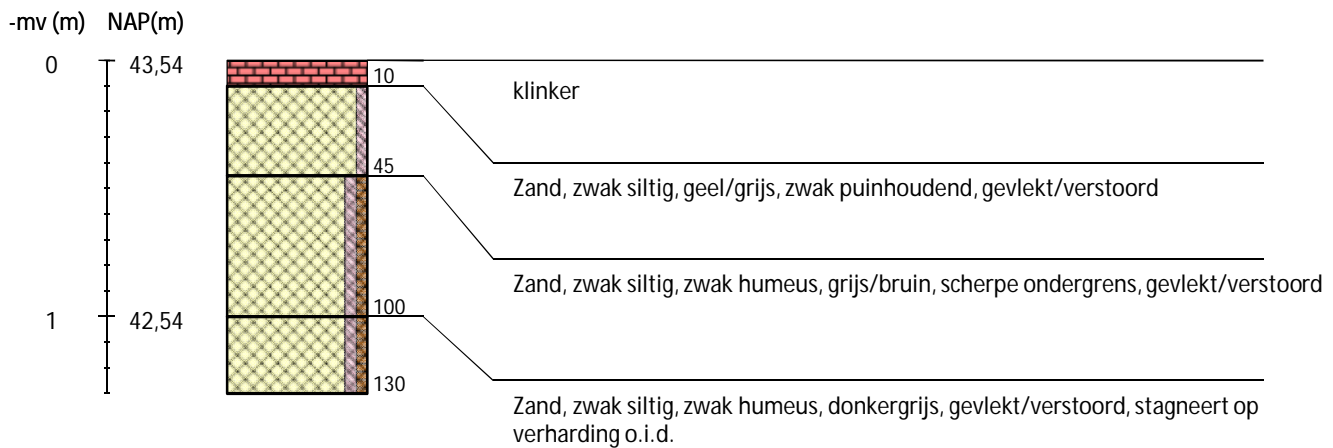 -mv (m) NAP(m)
0 43,54
10
klinker
45
Zand, zwak siltig, geel/grijs, zwak puinhoudend, gevlekt/verstoord
Zand, zwak siltig, zwak humeus, grijs/bruin, scherpe ondergrens, gevlekt/verstoord
100
1 42,54
130
Zand, zwak siltig, zwak humeus, donkergrijs, gevlekt/verstoord, stagneert op
verharding o.i.d.